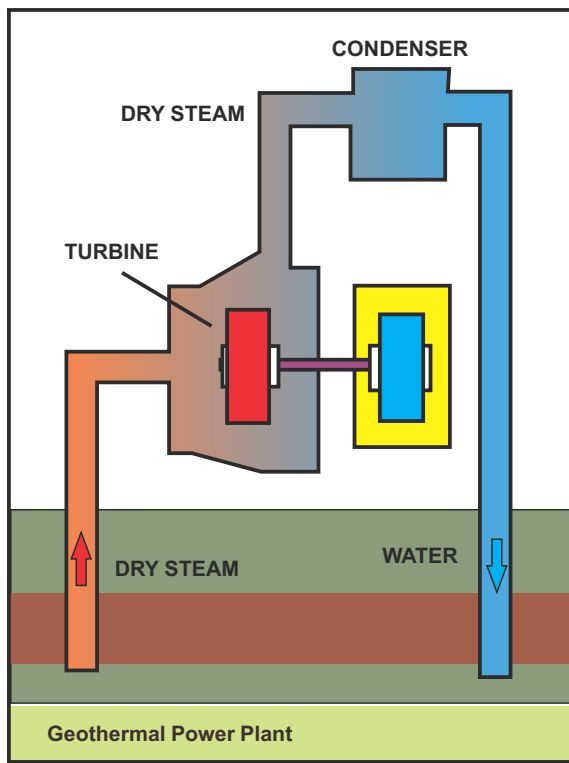 CONDENSER
DRY STEAM
TURBINE
DRY STEAM
WATER
Geothermal Power Plant